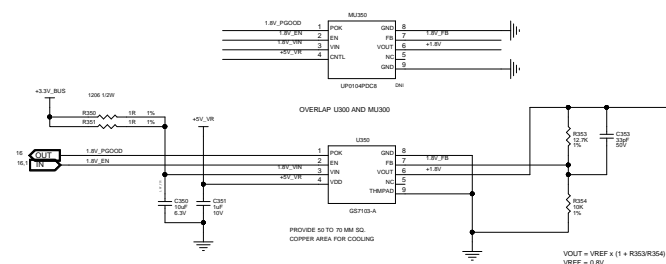 MU350
1.8V_PGOOD 1 POK GND 8
1.8V_EN 2 EN FB 7 1.8V_FB
1.8V_VIN 3 VIN VOUT 6 +1.8V
+5V_VR 4 CNTL NC 5
GND 9
UP0104PDC8 DNI
+3.3V_BUS 1206 1/2W
OVERLAP U300 AND MU300
R350 1R 1%
R351 1R 1%
+5V_VR
R353
12.7K
1%
C353
33pF
50V
U350
16 OUT 1.8V_PGOOD 1 POK GND 8
16,1 IN 1.8V_EN 2 EN FB 7 1.8V_FB
1.8V_VIN 3 VIN VOUT 6 +1.8V
+5V_VR 4 VDD NC 5
THMPAD 9
GS7103-A
C350
10uF
6.3V
C351
1uF
10V
R354
10K
1%
PROVIDE 50 TO 70 MM SQ.
COPPER AREA FOR COOLING
VOUT = VREF x (1 + R353/R354)
VREF = 0.8V